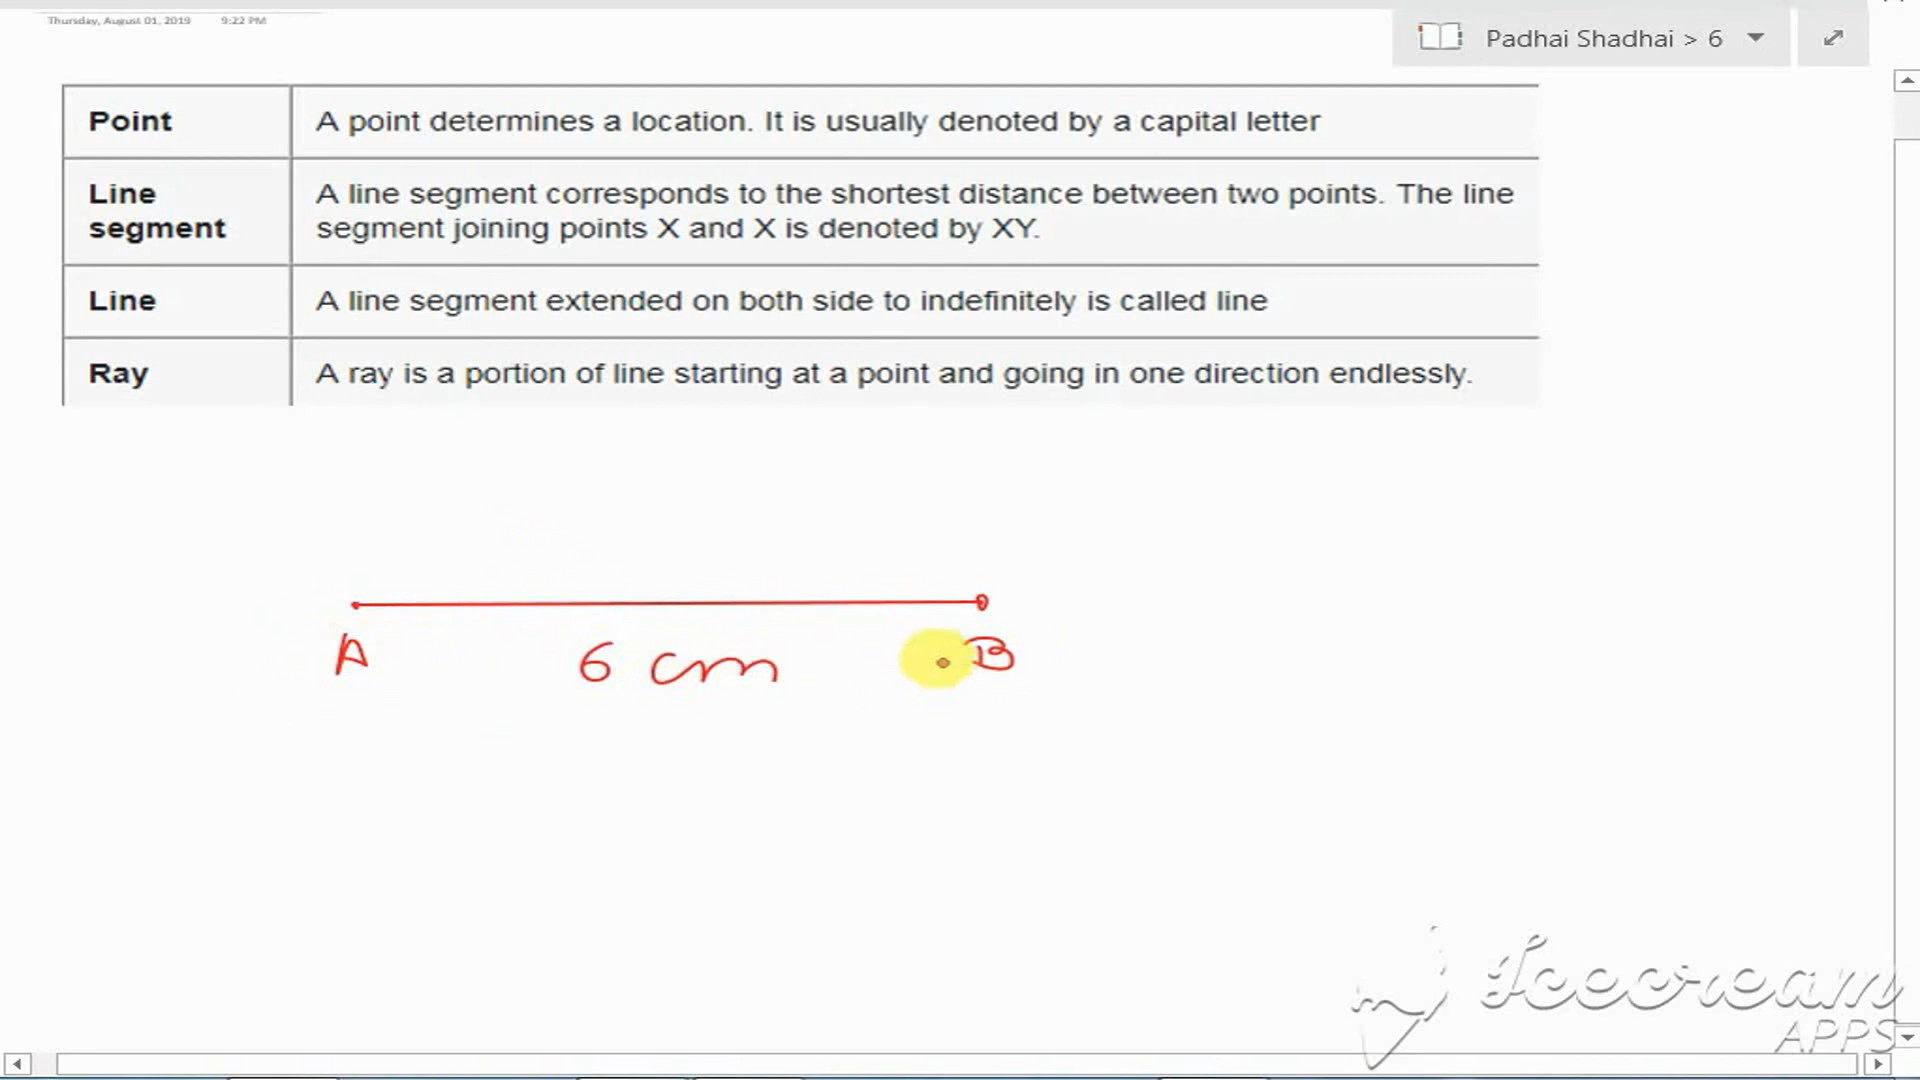 Thursday, August 01, 2019 9:22 PM
Padhai Shadhai > 6
Point
A point determines a location. It is usually denoted by a capital letter
Line
segment
A line segment corresponds to the shortest distance between two points. The line
segment joining points X and X is denoted by XY.
Line
A line segment extended on both side to indefinitely is called line
Ray
A ray is a portion of line starting at a point and going in one direction endlessly.
A 6 cm B
Icecream
APPS